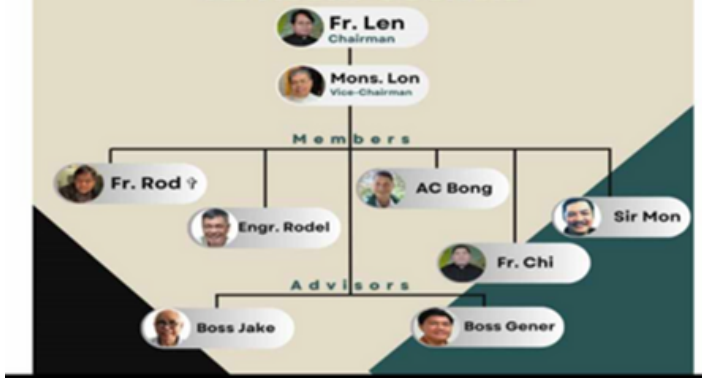 Fr. Len
Chairman
Mons. Lon
Vice-Chairman
Members
Fr. Rod ✞
AC Bong
Sir Mon
Engr. Rodel
Fr. Chi
Advisors
Boss Jake
Boss Gener